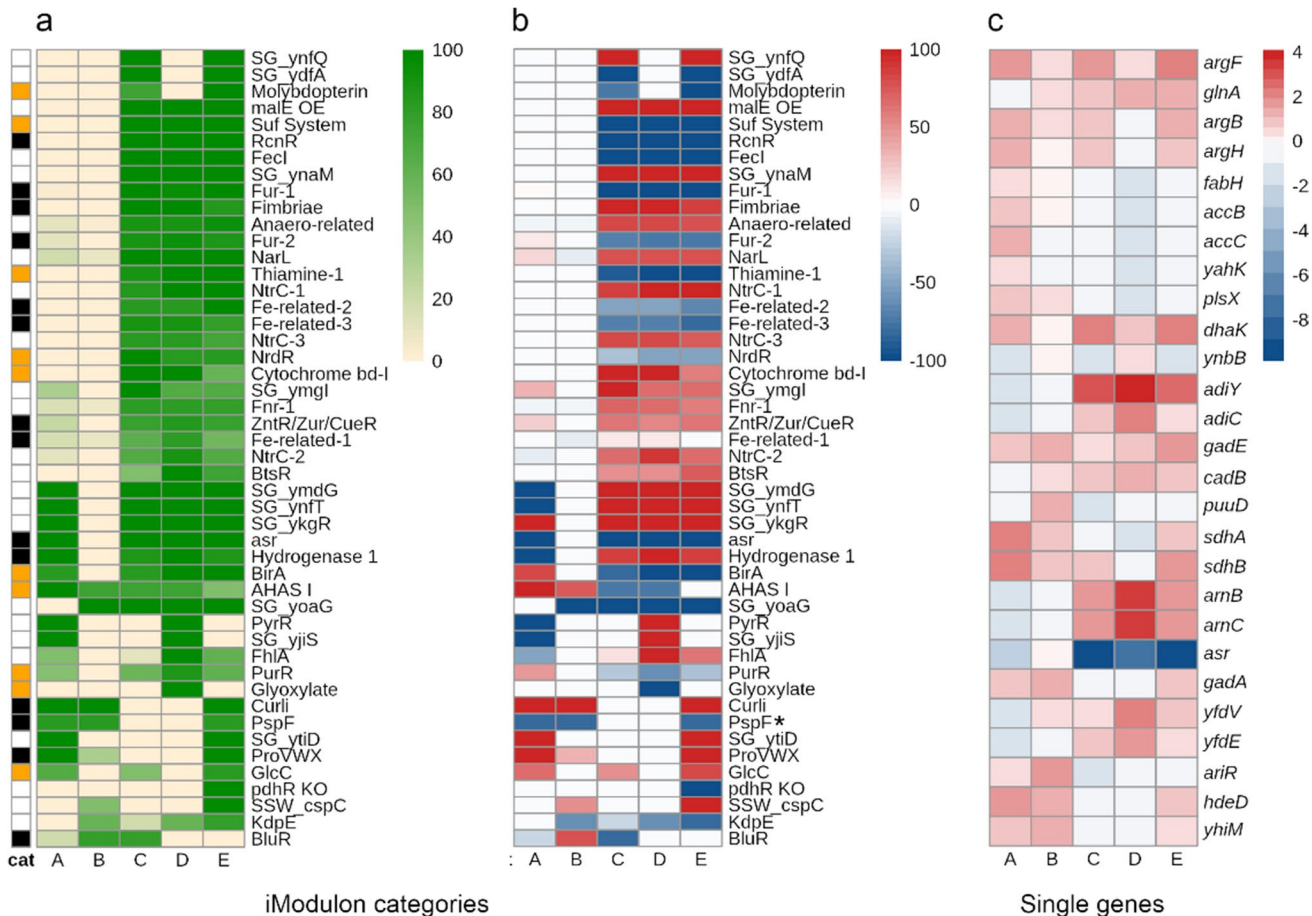 a
b
c
SG_ynfQ
SG_ydfA
Molybdopterin
malE OE
Suf System
RcnR
FecI
SG_ynaM
Fur-1
Fimbriae
Anaero-related
Fur-2
NarL
Thiamine-1
NtrC-1
Fe-related-2
Fe-related-3
NtrC-3
NrdR
Cytochrome bd-I
SG_ymgI
Fnr-1
ZntR/Zur/CueR
Fe-related-1
NtrC-2
BtsR
SG_ymdG
SG_ynfT
SG_ykgR
asr
Hydrogenase 1
BirA
AHAS I
SG_yoaG
PyrR
SG_yjiS
FhlA
PurR
Glyoxylate
Curli
PspF
SG_ytiD
ProVWX
GlcC
pdhR KO
SSW_cspC
KdpE
BluR
cat A B C D E
100
80
60
40
20
0
SG_ynfQ
SG_ydfA
Molybdopterin
malE OE
Suf System
RcnR
FecI
SG_ynaM
Fur-1
Fimbriae
Anaero-related
Fur-2
NarL
Thiamine-1
NtrC-1
Fe-related-2
Fe-related-3
NtrC-3
NrdR
Cytochrome bd-I
SG_ymgI
Fnr-1
ZntR/Zur/CueR
Fe-related-1
NtrC-2
BtsR
SG_ymdG
SG_ynfT
SG_ykgR
asr
Hydrogenase 1
BirA
AHAS I
SG_yoaG
PyrR
SG_yjiS
FhlA
PurR
Glyoxylate
Curli
PspF*
SG_ytiD
ProVWX
GlcC
pdhR KO
SSW_cspC
KdpE
BluR
: A B C D E
100
50
0
-50
-100
argF
glnA
argB
argH
fabH
accB
accC
yahK
plsX
dhaK
ynbB
adiY
adiC
gadE
cadB
puuD
sdhA
sdhB
arnB
arnC
asr
gadA
yfdV
yfdE
ariR
hdeD
yhiM
A B C D E
4
2
0
-2
-4
-6
-8
iModulon categories
Single genes